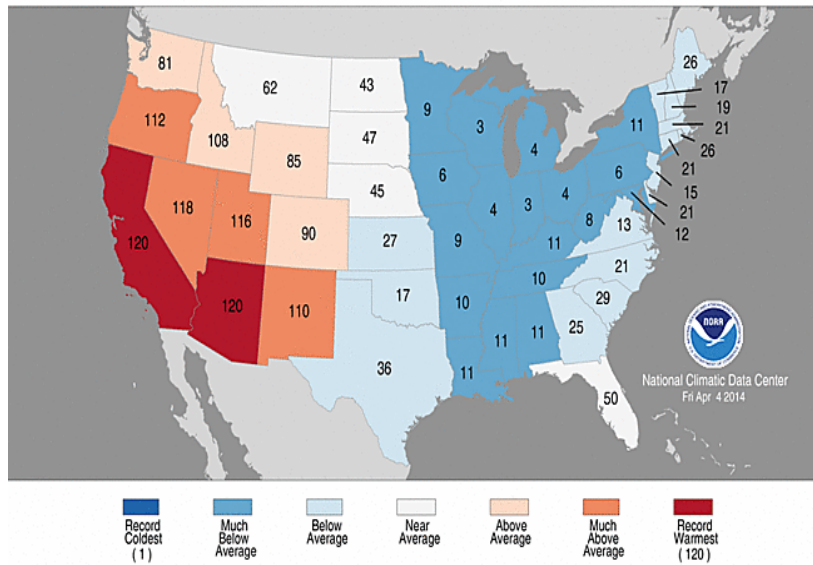 81
62
43
26
17
19
21
26
21
15
21
12
112
108
85
47
9
3
4
11
118
116
90
45
6
4
3
4
6
8
13
120
27
9
11
21
120
110
17
10
10
29
25
36
11
11
11
50
NOAA
National Climatic Data Center
Fri Apr 4 2014
Record
Coldest
(1)
Much
Below
Average
Below
Average
Near
Average
Above
Average
Much
Above
Average
Record
Warmest
(120)